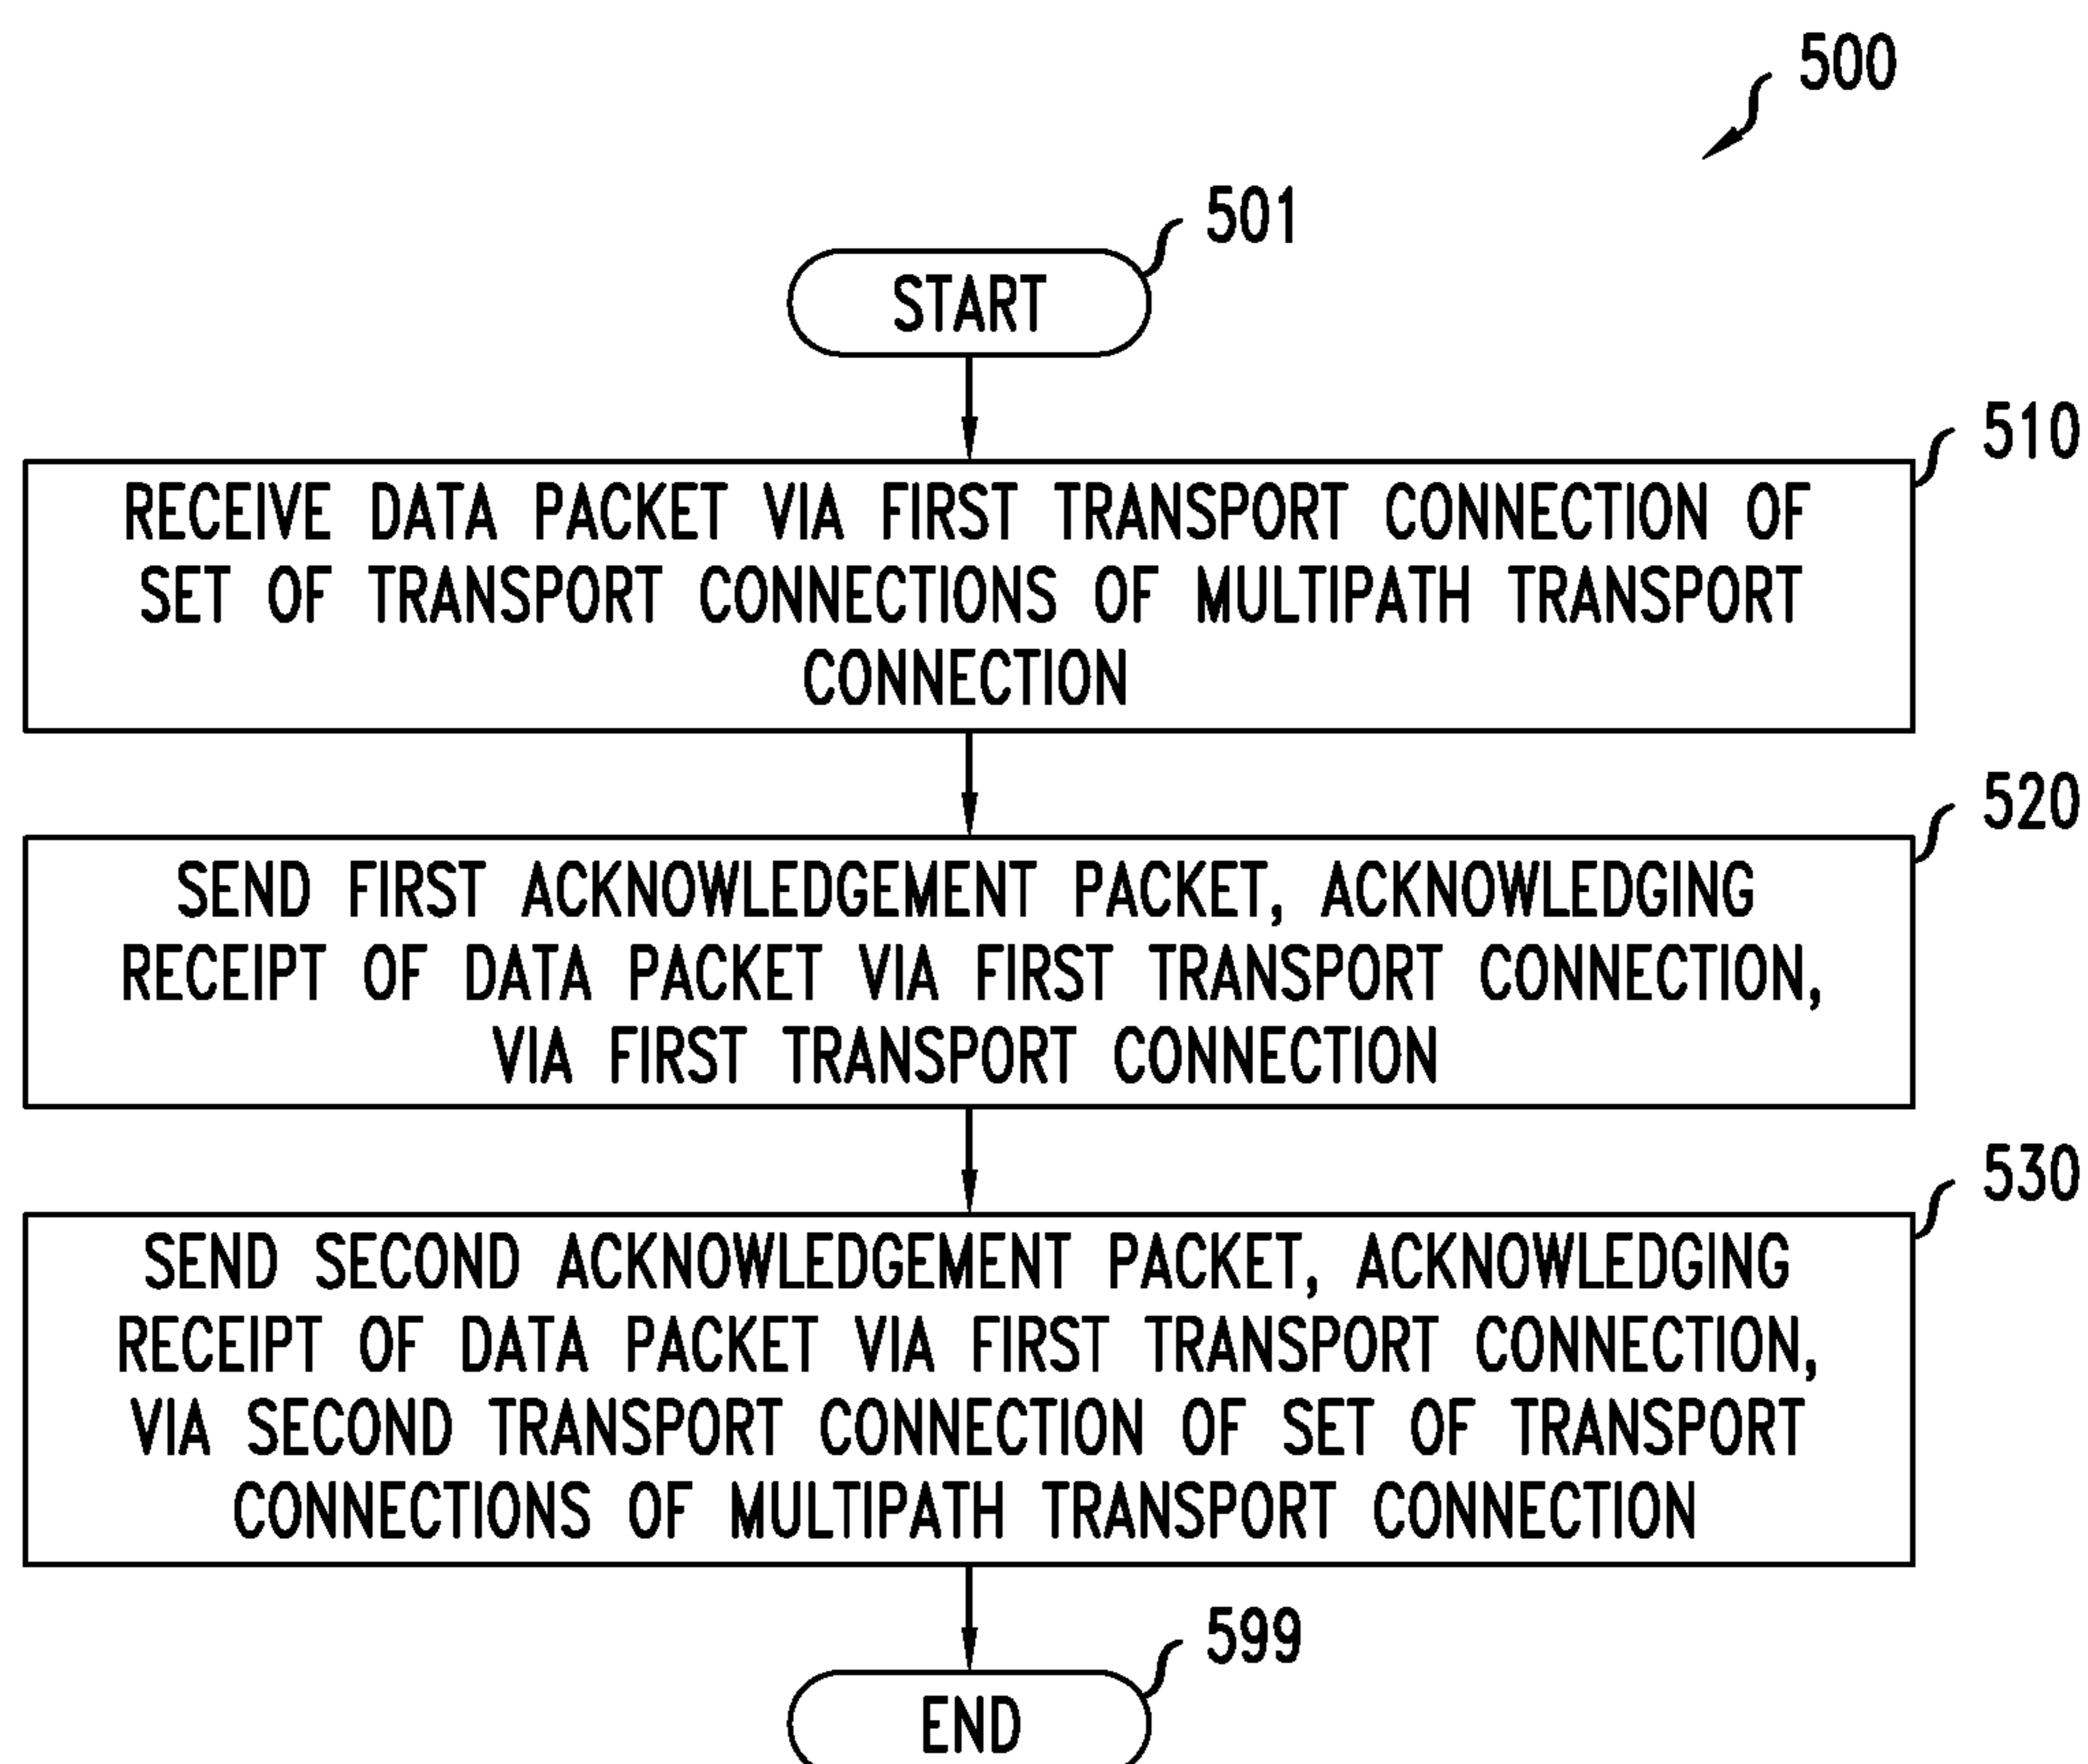 500
501
START
510
RECEIVE DATA PACKET VIA FIRST TRANSPORT CONNECTION OF
SET OF TRANSPORT CONNECTIONS OF MULTIPATH TRANSPORT
CONNECTION
520
SEND FIRST ACKNOWLEDGEMENT PACKET, ACKNOWLEDGING
RECEIPT OF DATA PACKET VIA FIRST TRANSPORT CONNECTION,
VIA FIRST TRANSPORT CONNECTION
530
SEND SECOND ACKNOWLEDGEMENT PACKET, ACKNOWLEDGING
RECEIPT OF DATA PACKET VIA FIRST TRANSPORT CONNECTION,
VIA SECOND TRANSPORT CONNECTION OF SET OF TRANSPORT
CONNECTIONS OF MULTIPATH TRANSPORT CONNECTION
599
END